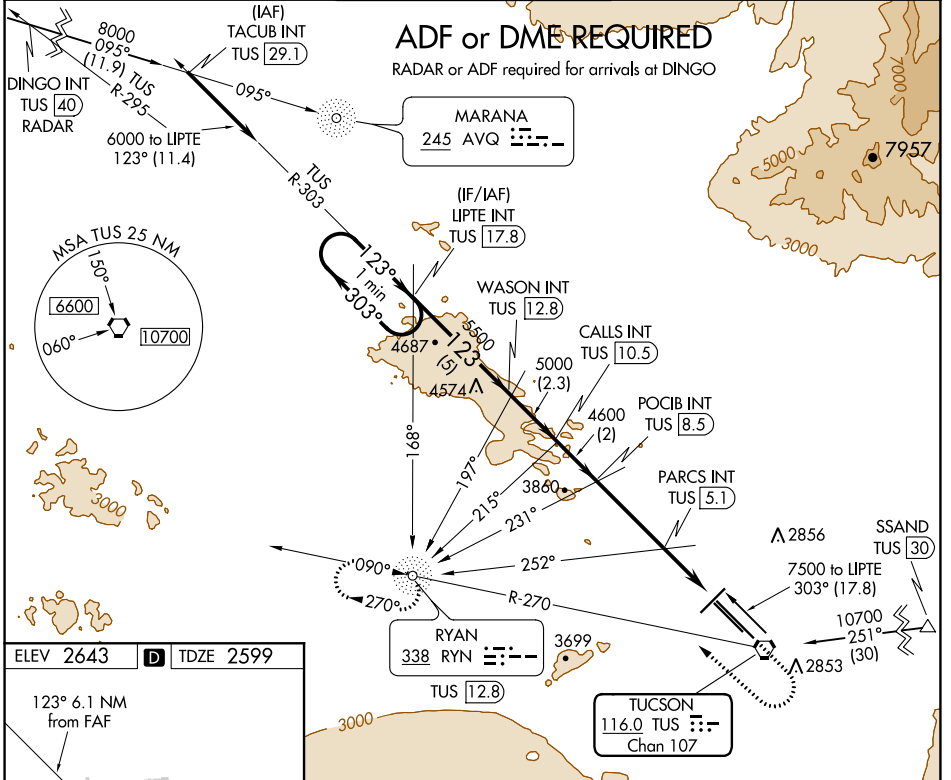 ADF or DME REQUIRED
RADAR or ADF required for arrivals at DINGO
(IAF)
TACUB INT
TUS 29.1
8000
095°
(11.9)
TUS
R-295
DINGO INT
TUS 40
RADAR
095°
6000 to LIPTE
123° (11.4)
MARANA
245 AVQ
7000
5000
7957
3000
TUS
R-303
(IF/IAF)
LIPTE INT
TUS 17.8
MSA TUS 25 NM
150°
6600
060°
10700
123°
1 min
303°
WASON INT
TUS 12.8
5500
123
(5)
4687
4574
CALLS INT
TUS 10.5
5000
(2.3)
4600
(2)
POCIB INT
TUS 8.5
168°
197°
215°
231°
3860
PARCS INT
TUS 5.1
3000
252°
2856
SSAND
TUS 30
7500 to LIPTE
303° (17.8)
090°
270°
R-270
10700
251°
(30)
RYAN
338 RYN
TUS 12.8
3699
2853
TUCSON
116.0 TUS
Chan 107
3000
ELEV 2643 D TDZE 2599
123° 6.1 NM
from FAF